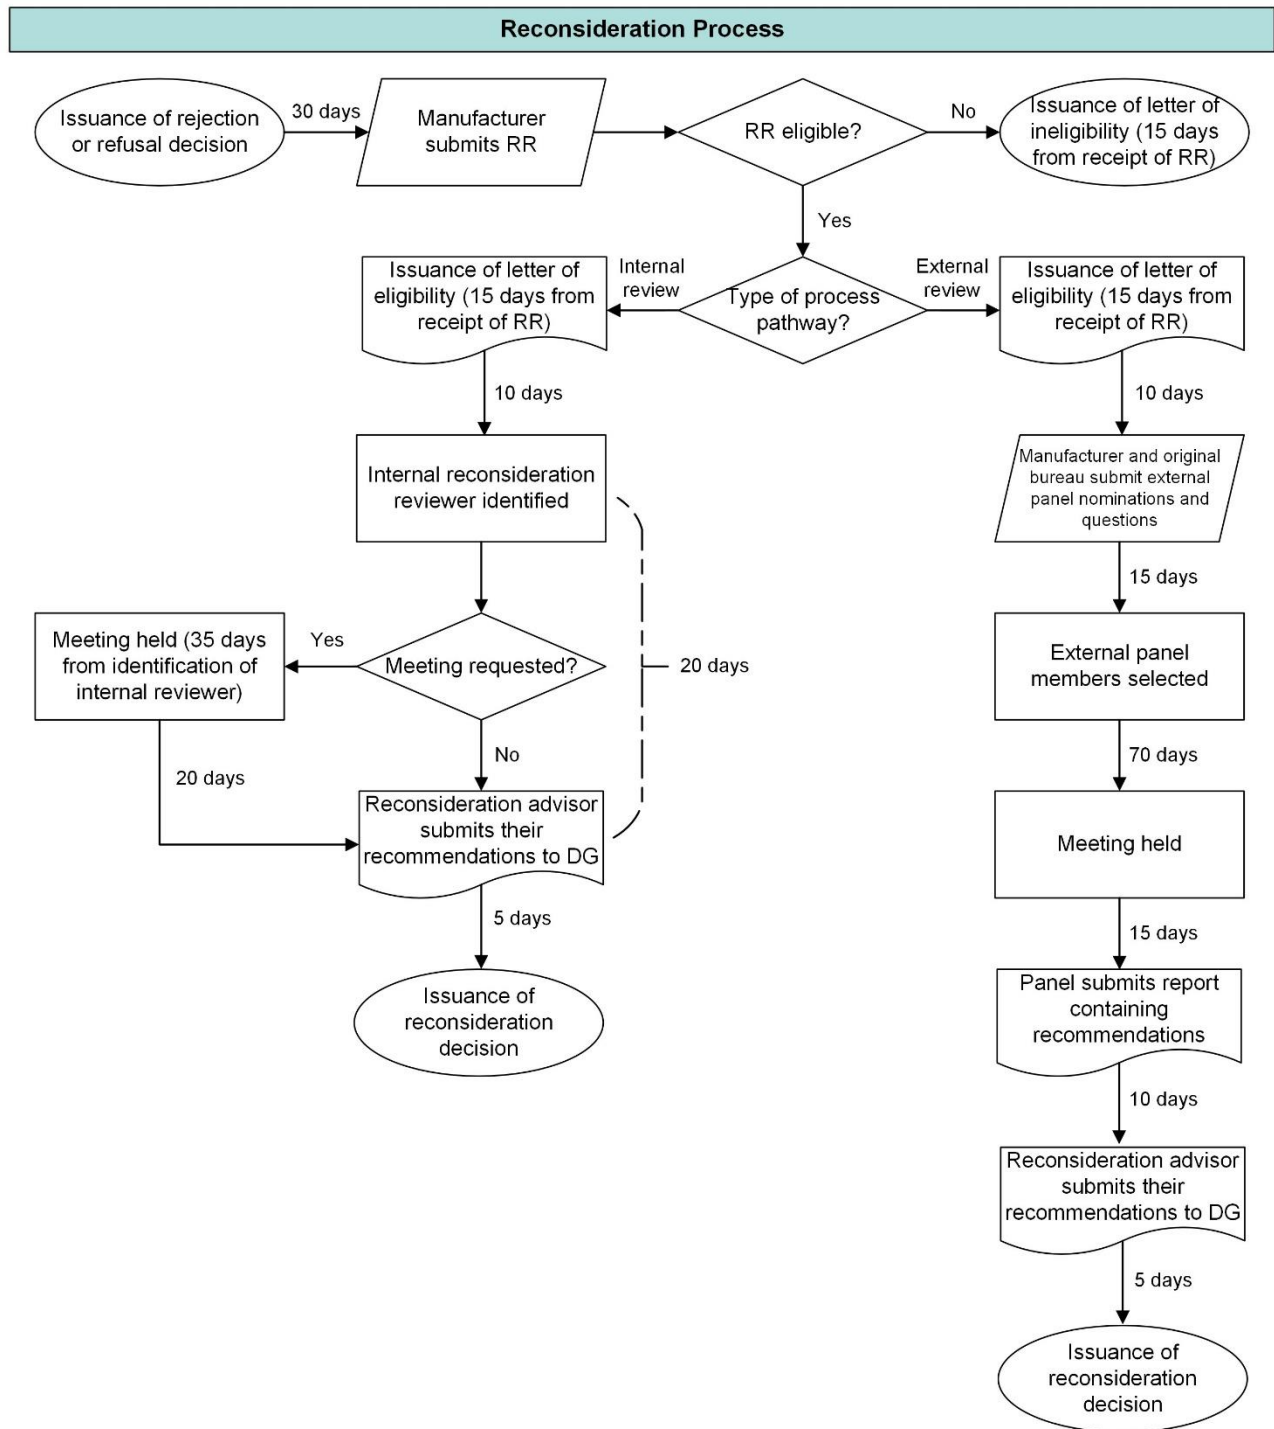 Reconsideration Process
Issuance of rejection
or refusal decision
30 days
Manufacturer
submits RR
RR eligible?
No
Issuance of letter of
ineligibility (15 days
from receipt of RR)
Yes
Issuance of letter of
eligibility (15 days from
receipt of RR)
Internal
review
Type of process
pathway?
External
review
Issuance of letter of
eligibility (15 days from
receipt of RR)
10 days
Internal reconsideration
reviewer identified
Meeting requested?
Yes
Meeting held (35 days
from identification of
internal reviewer)
20 days
No
20 days
Reconsideration advisor
submits their
recommendations to DG
5 days
Issuance of
reconsideration
decision
10 days
Manufacturer and original
bureau submit external
panel nominations and
questions
15 days
External panel
members selected
70 days
Meeting held
15 days
Panel submits report
containing
recommendations
10 days
Reconsideration advisor
submits their
recommendations to DG
5 days
Issuance of
reconsideration
decision